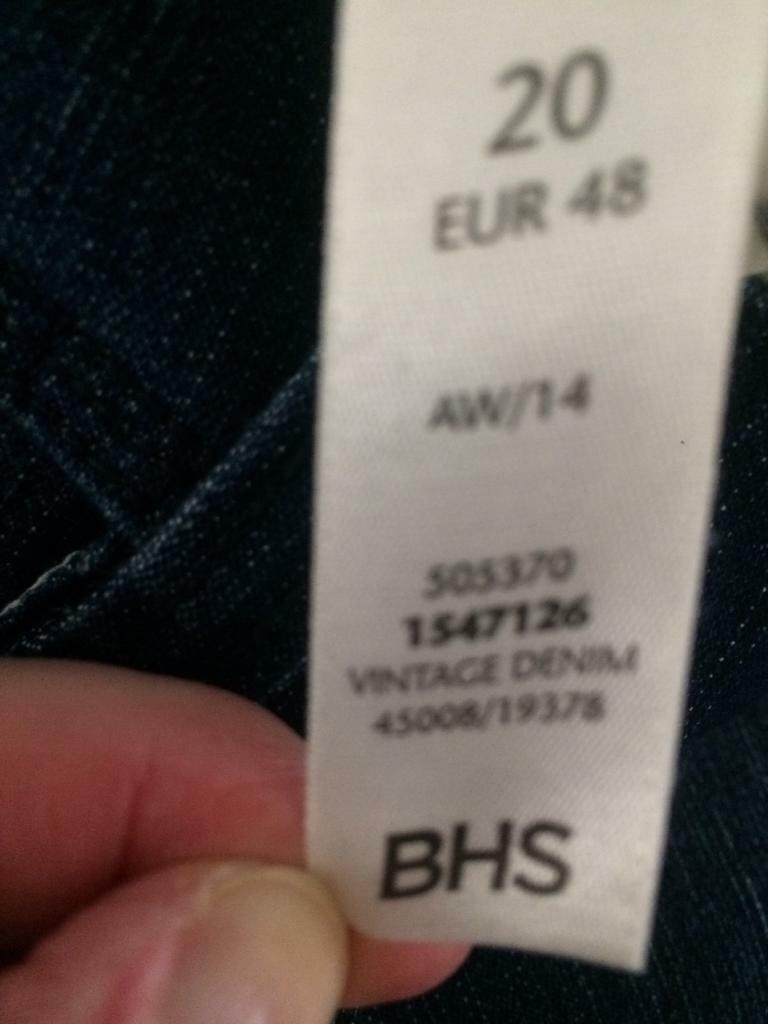 20
EUR 48
AW/14
505370
1547126
VINTAGE DENIM
45008/19378
BHS